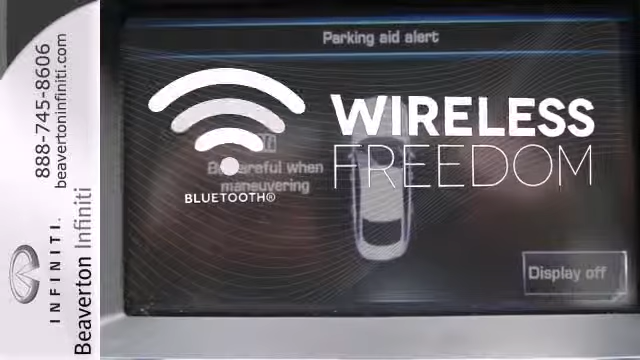 888-745-8606
beavertoninfiniti.com
INFINITI.
Beaverton Infiniti
Parking aid alert
WIRELESS
FREEDOM
careful when
maneuvering
BLUETOOTH®
Display off